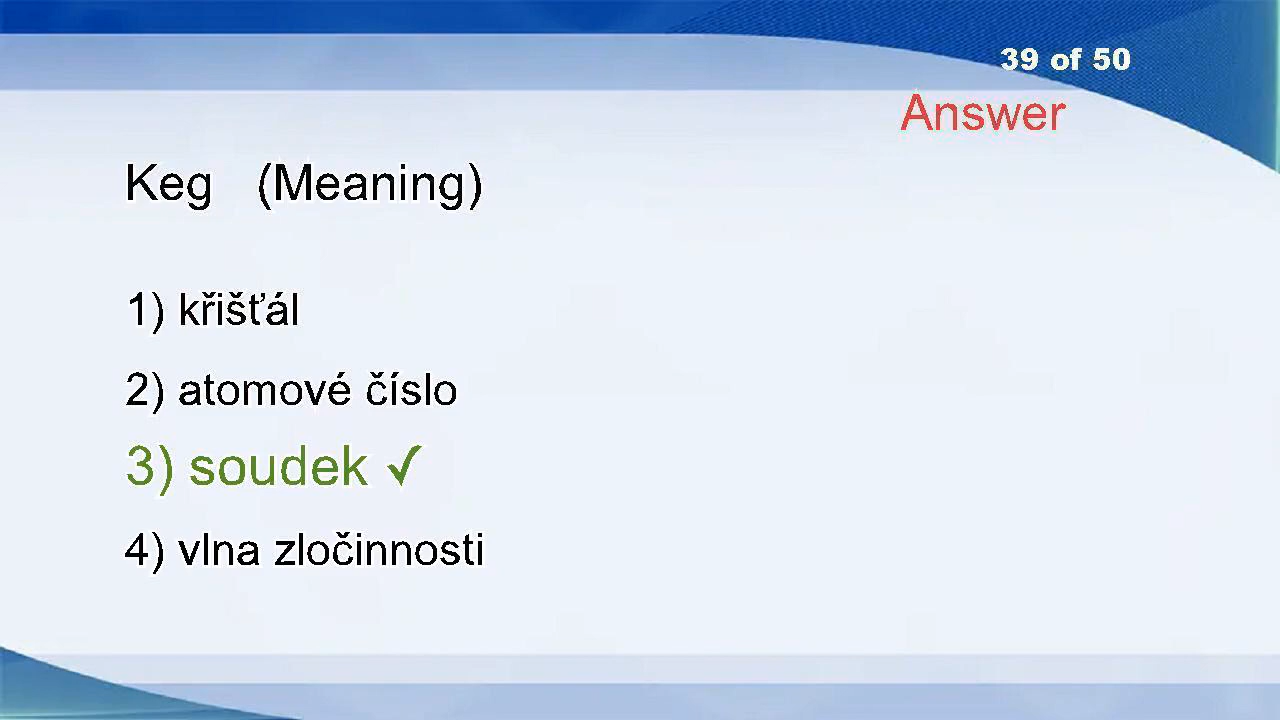 39 of 50
Answer
Keg (Meaning)
1) křišťál
2) atomové číslo
3) soudek ✓
4) vlna zločinnosti